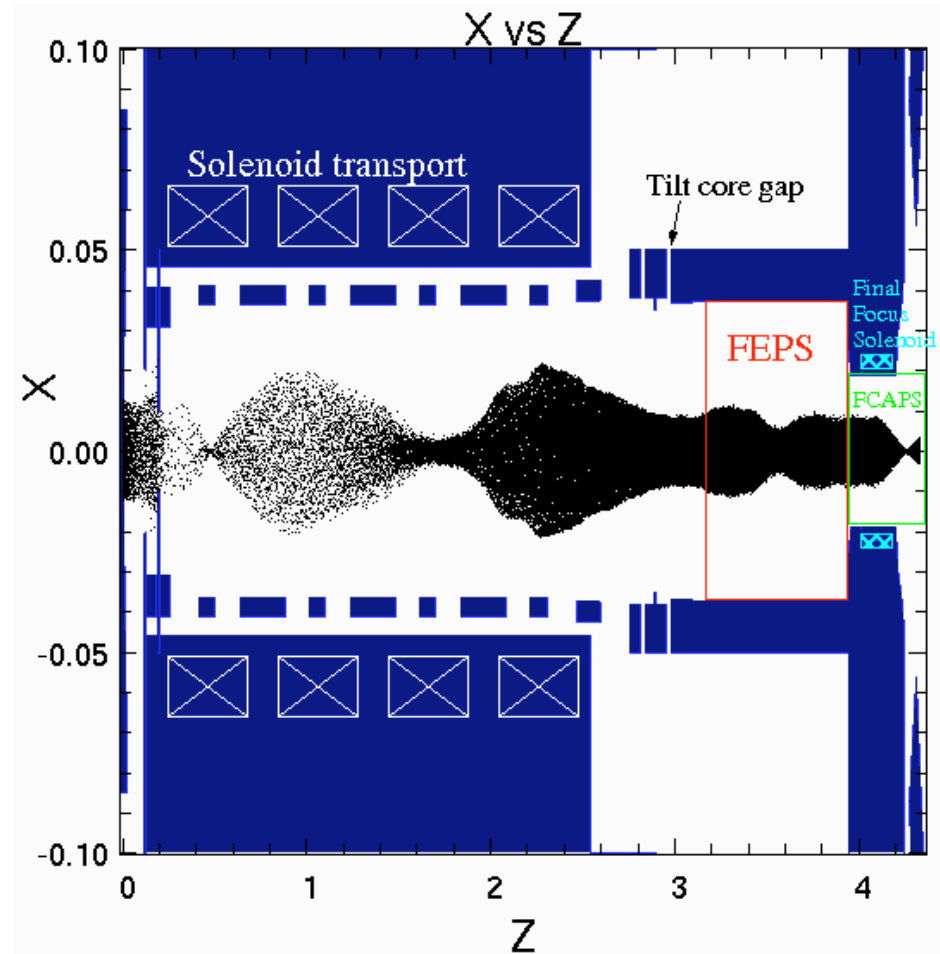 X vs Z
0.10
Solenoid transport
Tilt core gap
0.05
Final
Focus
Solenoid
FEPS
FCAPS
X
0.00
-0.05
-0.10
0
1
2
3
4
Z